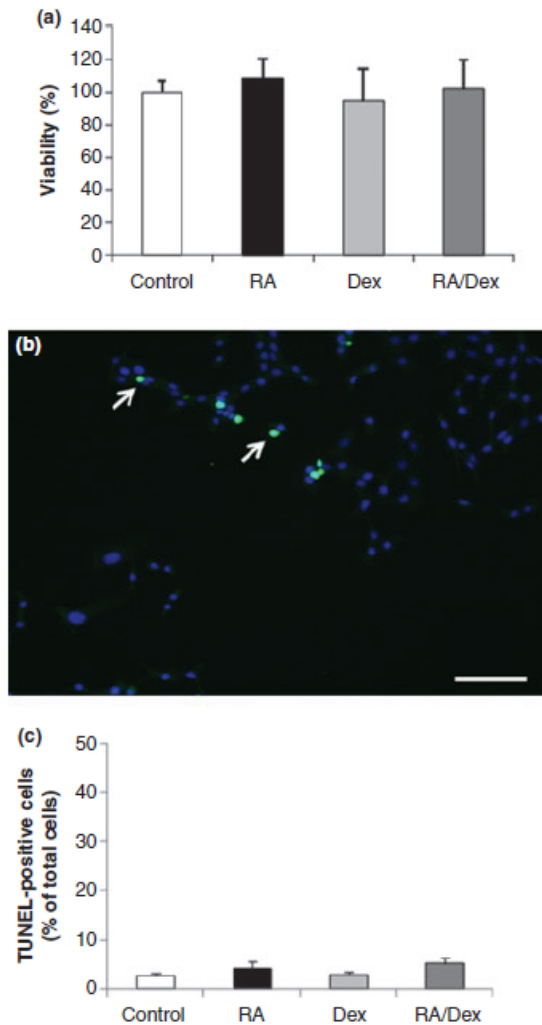 (a)
Viability (%)
140
120
100
80
60
40
20
0
Control RA Dex RA/Dex
(b)
(c)
TUNEL-positive cells
(% of total cells)
50
40
30
20
10
0
Control RA Dex RA/Dex